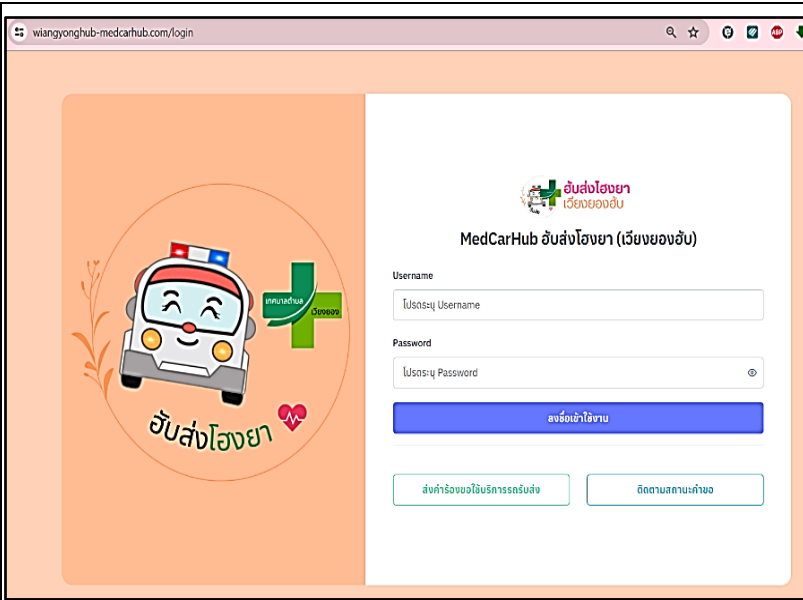 wiangyonghub-medcarhub.com/login
ABP
เทศบาลตำบล
เวียงยอง
ฮับส่งโฮงยา
ฮับส่งโฮงยา
เวียงยองฮับ
MedCarHub ฮับส่งโฮงยา (เวียงยองฮับ)
Username
โปรดระบุ Username
Password
โปรดระบุ Password
ลงชื่อเข้าใช้งาน
ส่งคำร้องขอใช้บริการรถรับส่ง
ติดตามสถานะคำขอ